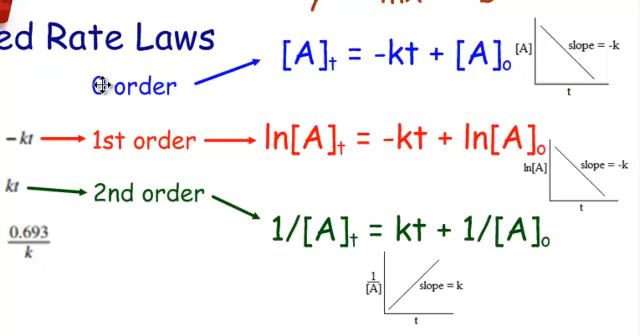 ed Rate Laws
[A]t = -kt + [A]o
[A]
slope = -k
t
0 order
-kt
1st order
ln[A]t = -kt + ln[A]o
ln[A]
slope = -k
t
kt
2nd order
1/[A]t = kt + 1/[A]o
0.693
k
1
[A]
slope = k
t